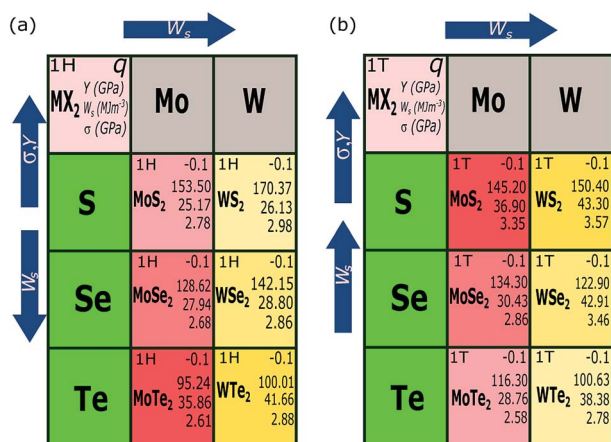 (a)
W_s
1H q
MX₂ Y (GPa)
W_s (MJm⁻³)
σ (GPa)
Mo
W
σ,Y
W_s
S
1H -0.1
MoS₂ 153.50
25.17
2.78
1H -0.1
WS₂ 170.37
26.13
2.98
Se
1H -0.1
MoSe₂ 128.62
27.94
2.68
1H -0.1
WSe₂ 142.15
28.80
2.86
Te
1H -0.1
MoTe₂ 95.24
35.86
2.61
1H -0.1
WTe₂ 100.01
41.66
2.88
(b)
W_s
1T q
MX₂ Y (GPa)
W_s (MJm⁻³)
σ (GPa)
Mo
W
σ,Y
W_s
S
1T -0.1
MoS₂ 145.20
36.90
3.35
1T -0.1
WS₂ 150.40
43.30
3.57
Se
1T -0.1
MoSe₂ 134.30
30.43
2.86
1T -0.1
WSe₂ 122.90
42.91
3.46
Te
1T -0.1
MoTe₂ 116.30
28.76
2.58
1T -0.1
WTe₂ 100.63
38.38
2.78